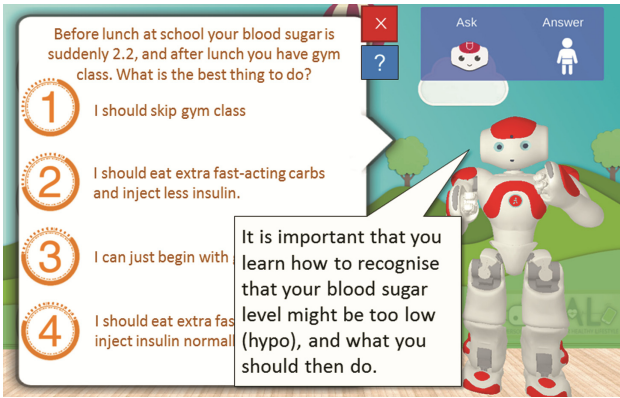 Before lunch at school your blood sugar is
suddenly 2.2, and after lunch you have gym
class. What is the best thing to do?
1
I should skip gym class
2
I should eat extra fast-acting carbs
and inject less insulin.
3
I can just begin with
4
I should eat extra fas
inject insulin normall
It is important that you
learn how to recognise
that your blood sugar
level might be too low
(hypo), and what you
should then do.
X
?
Ask
Answer